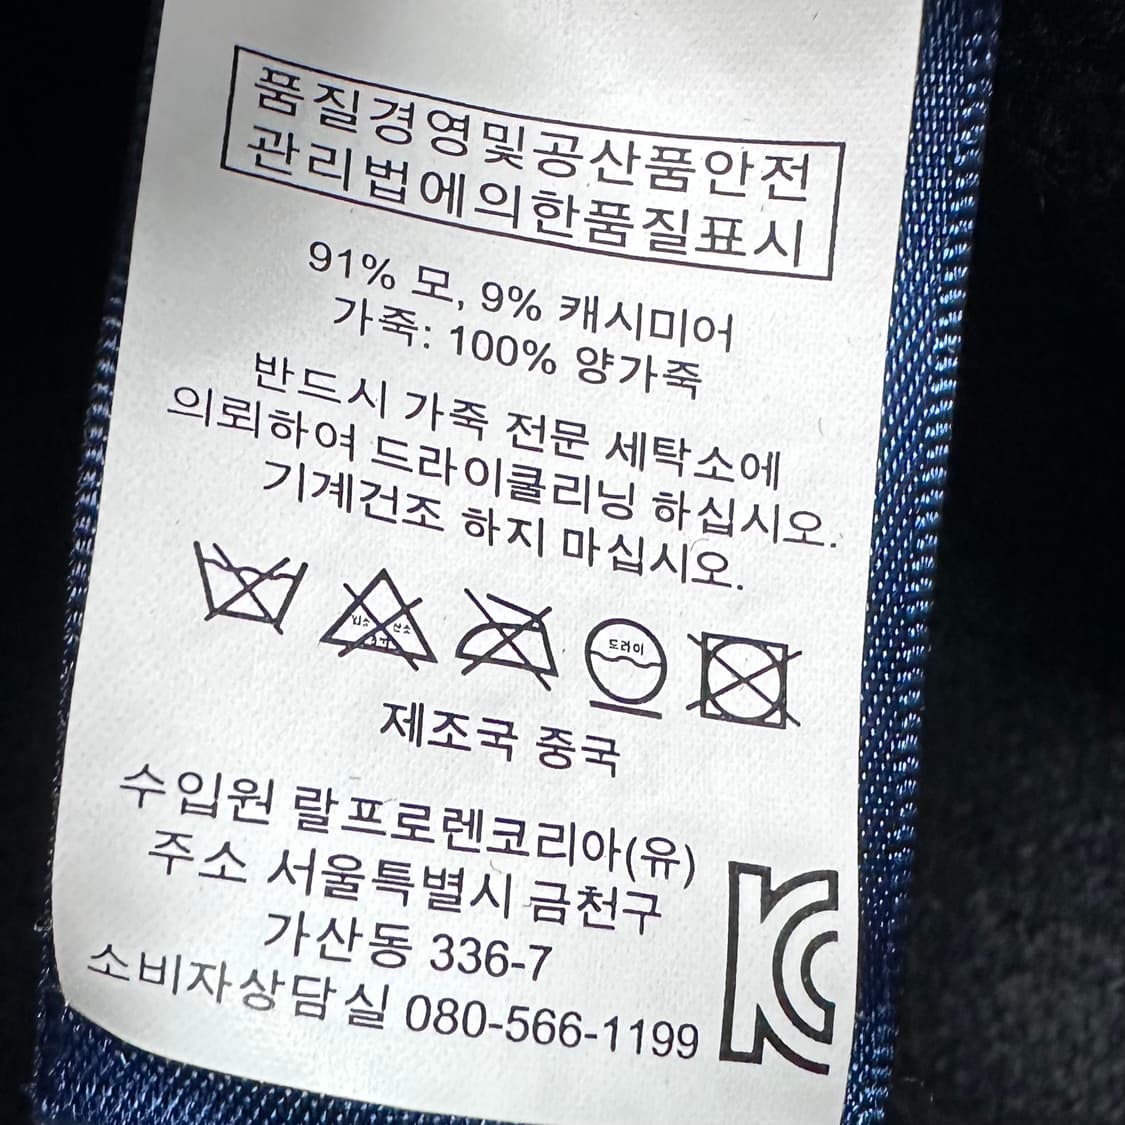 품질경영및공산품안전
관리법에의한품질표시
91% 모, 9% 캐시미어
가죽: 100% 양가죽
반드시 가죽 전문 세탁소에
의뢰하여 드라이클리닝 하십시오.
기계건조 하지 마십시오.
드라이
제조국 중국
수입원 랄프로렌코리아(유)
주소 서울특별시 금천구
가산동 336-7
소비자상담실 080-566-1199
KC